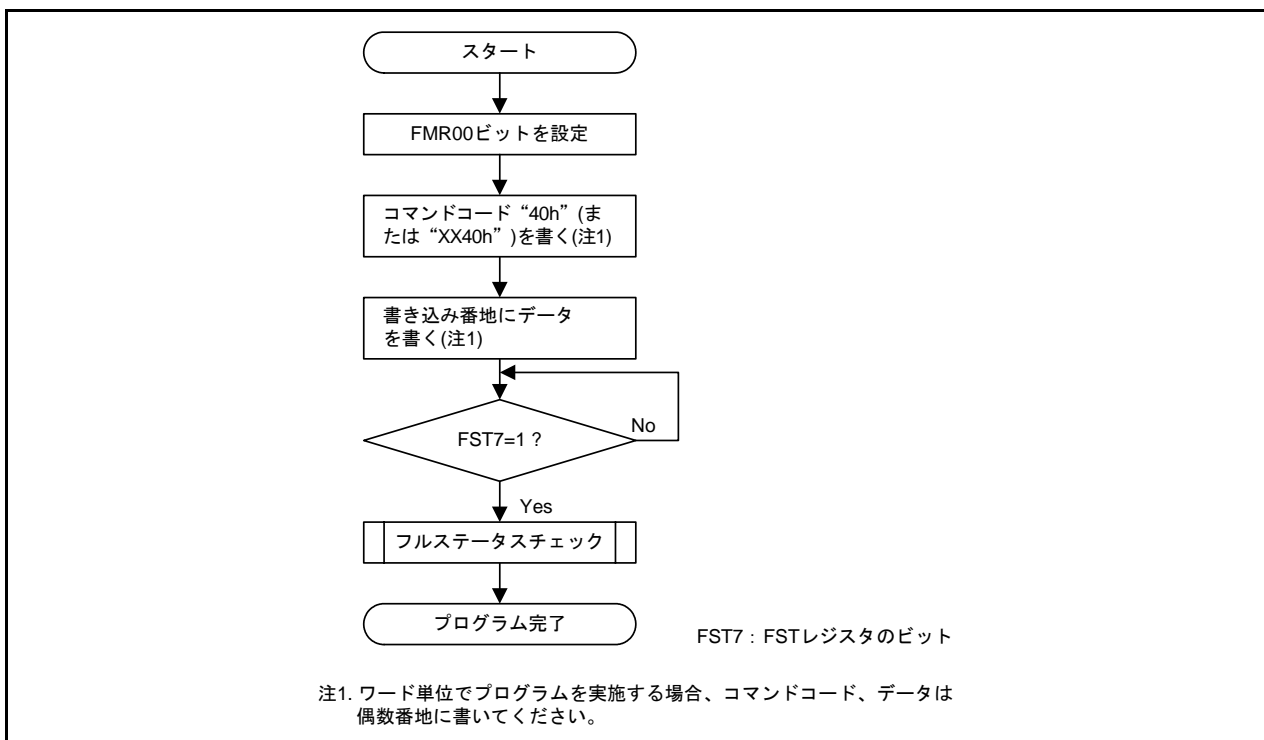 スタート
FMR00ビットを設定
コマンドコード“40h”(ま
たは“XX40h”)を書く(注1)
書き込み番地にデータ
を書く(注1)
FST7=1 ?
No
Yes
フルステータスチェック
プログラム完了
FST7 : FSTレジスタのビット
注1. ワード単位でプログラムを実施する場合、コマンドコード、データは
偶数番地に書いてください。